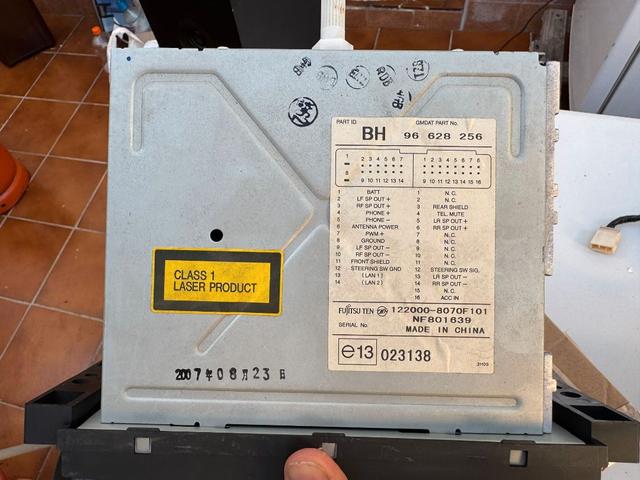 PART ID
GMDAT PART No.
BH 96 628 256
1 2 3 4 5 6 7 1 2 3 4 5 6 7 8
8 9 10 11 12 13 14 9 10 11 12 13 14 15 16
1 BATT 1 N.C.
2 LF SP OUT + 2 N.C.
3 RF SP OUT + 3 REAR SHIELD
4 PHONE + 4 TEL.MUTE
5 PHONE - 5 LR SP OUT +
6 ANTENNA POWER 6 RR SP OUT +
7 PWM + 7 N.C.
8 GROUND 8 N.C.
9 LF SP OUT- 9 N.C.
10 RF SP OUT- 10 N.C.
11 FRONT SHIELD 11 N.C.
12 STEERING SW GND 12 STEERING SW SIG.
13 ( LAN 1 ) 13 LR SP OUT-
14 ( LAN 2 ) 14 RR SP OUT-
15 N.C.
16 ACC IN
FUJITSU TEN 122000-8070F101
NF801639
SERIAL No. MADE IN CHINA
e13 023138
CLASS 1
LASER PRODUCT
2007年08月23日